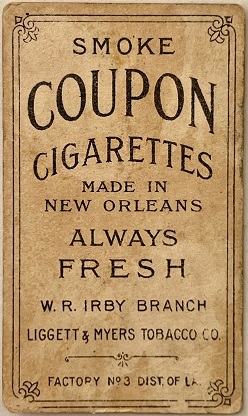 SMOKE
COUPON
CIGARETTES
MADE IN
NEW ORLEANS
ALWAYS
FRESH
W. R. IRBY BRANCH
LIGGETT & MYERS TOBACCO CO.
FACTORY Nº 3 DIST. OF LA.